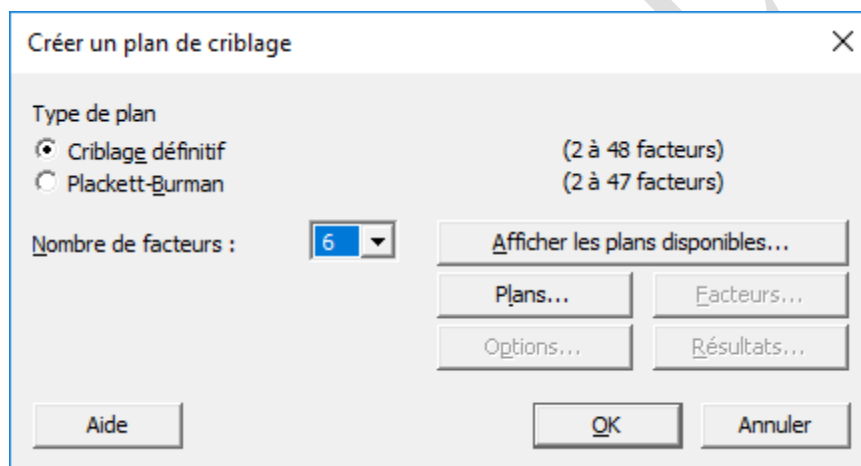 Créer un plan de criblage
Type de plan
Criblage définitif (2 à 48 facteurs)
Plackett-Burman (2 à 47 facteurs)
Nombre de facteurs : 6 Afficher les plans disponibles...
Plans... Facteurs...
Options... Résultats...
Aide OK Annuler